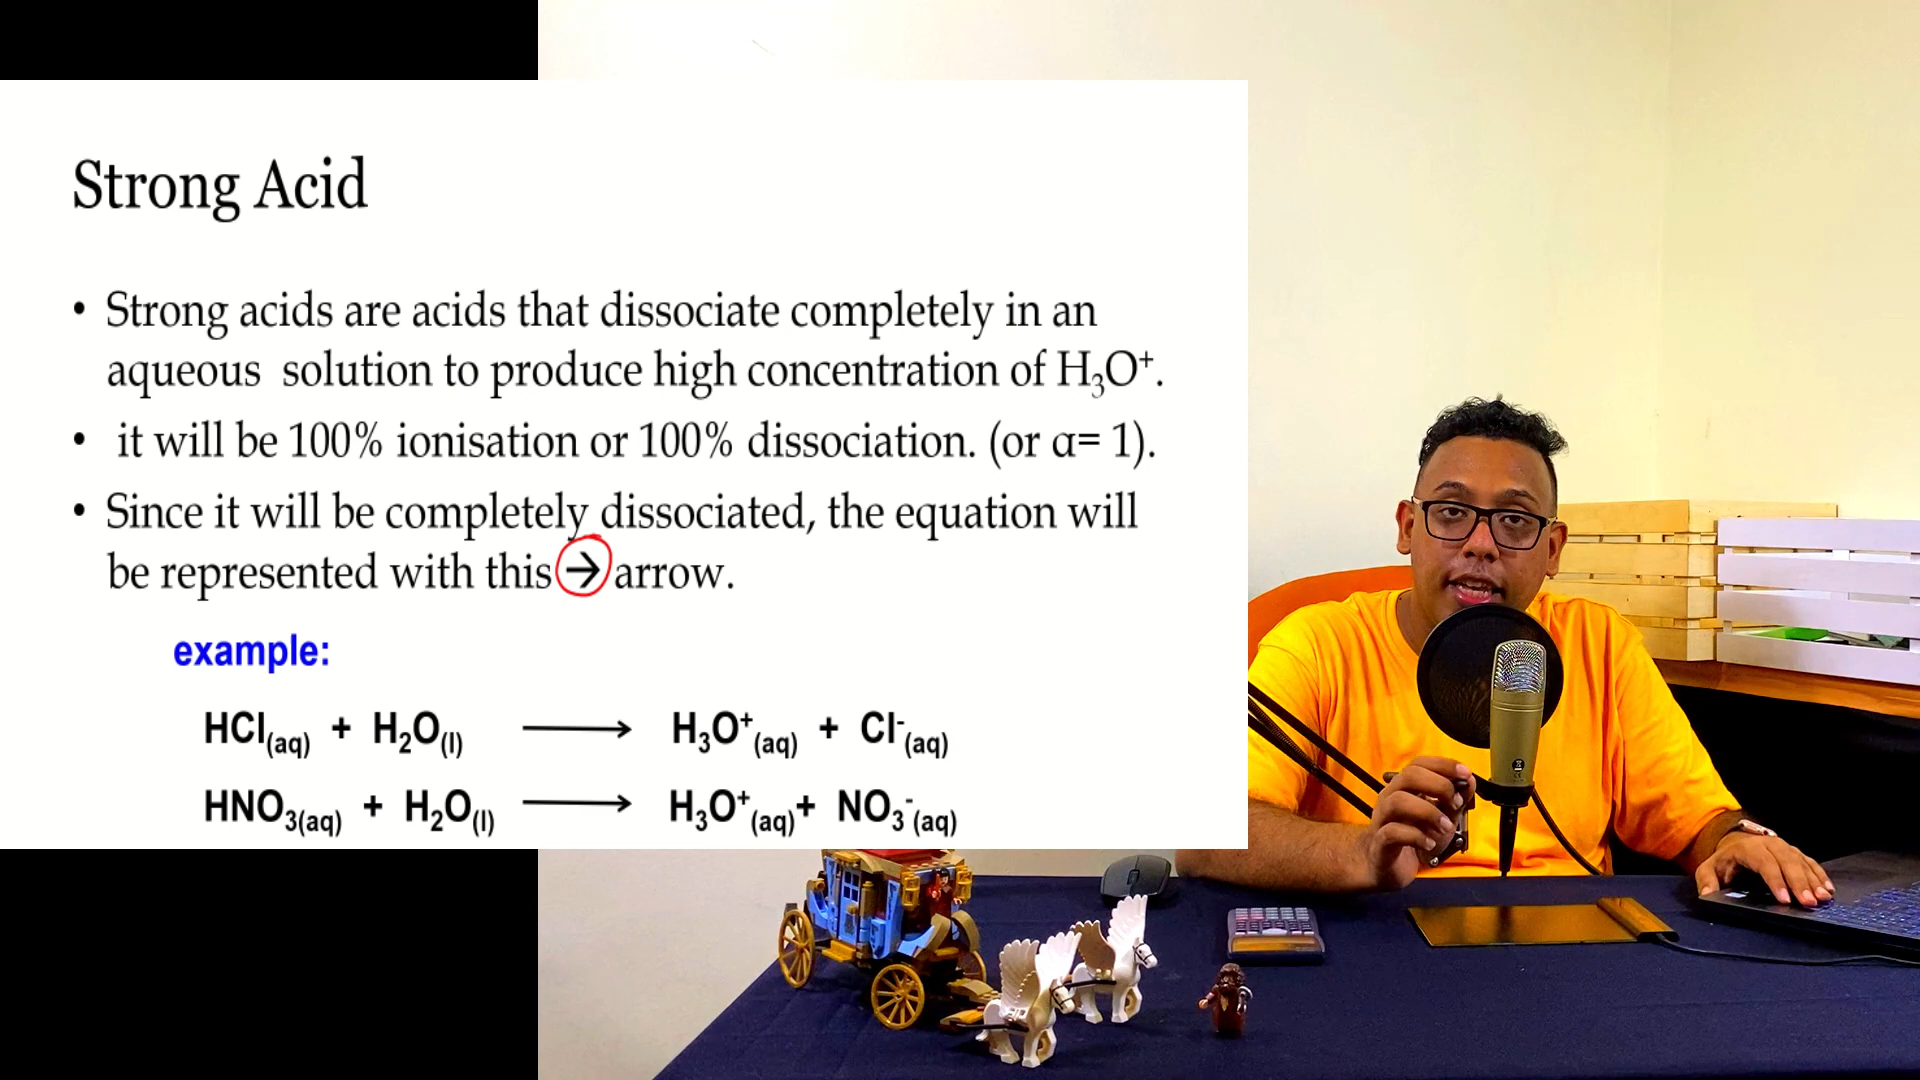 Strong Acid
• Strong acids are acids that dissociate completely in an
aqueous solution to produce high concentration of H₃O⁺.
• it will be 100% ionisation or 100% dissociation. (or α= 1).
• Since it will be completely dissociated, the equation will
be represented with this → arrow.
example:
HCl(aq) + H₂O(l) ⟶ H₃O⁺(aq) + Cl⁻(aq)
HNO₃(aq) + H₂O(l) ⟶ H₃O⁺(aq)+ NO₃⁻(aq)